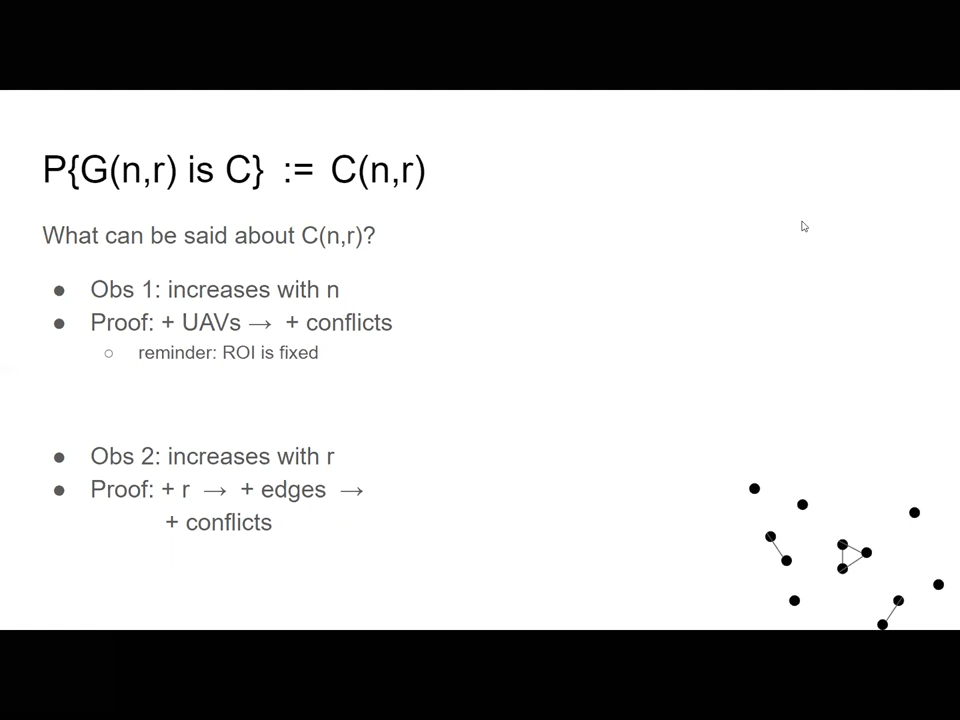 P{G(n,r) is C} := C(n,r)
What can be said about C(n,r)?
● Obs 1: increases with n
● Proof: + UAVs → + conflicts
○ reminder: ROI is fixed
● Obs 2: increases with r
● Proof: + r → + edges →
+ conflicts